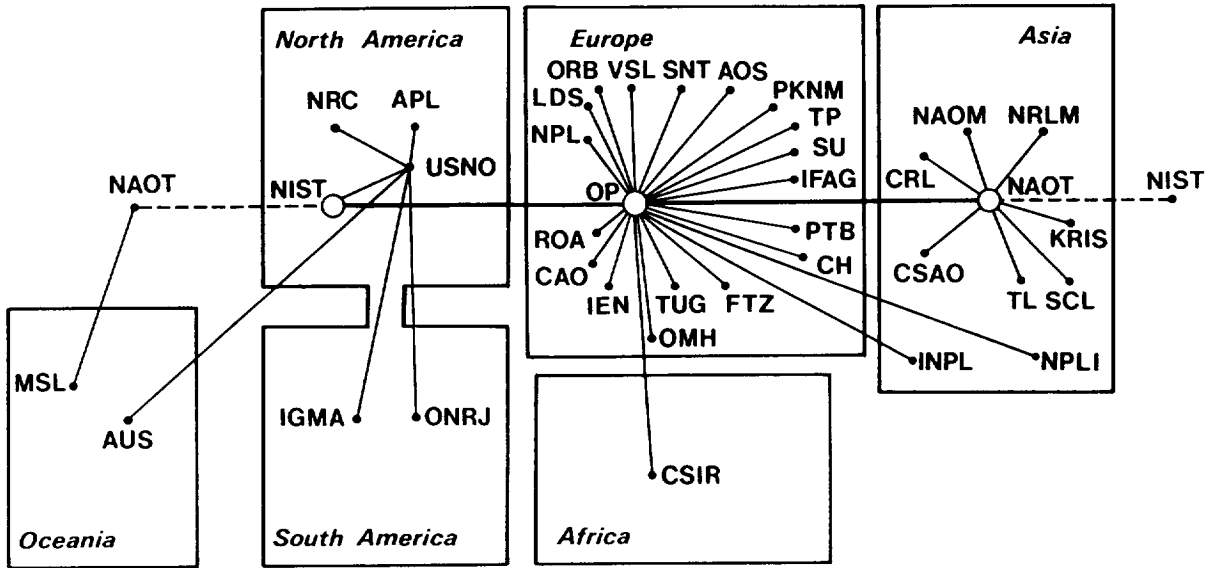 North America
Europe
Asia
ORB VSL SNT AOS
LDS
PKNM
NRC
APL
TP
NAOM
NRLM
NPL
SU
USNO
CRL
IFAG
NAOT
NIST
OP
NAOT
NIST
ROA
PTB
KRIS
CAO
CH
CSAO
IEN
TUG
FTZ
TL SCL
OMH
INPL
NPLI
MSL
AUS
IGMA
ONRJ
CSIR
Oceania
South America
Africa